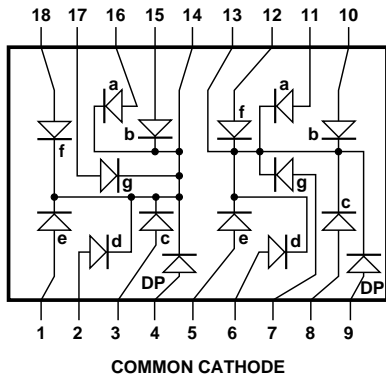 18 17 16 15 14 13 12 11 10
a a
f b f b
g g
e d c e d c
DP DP
1 2 3 4 5 6 7 8 9
COMMON CATHODE